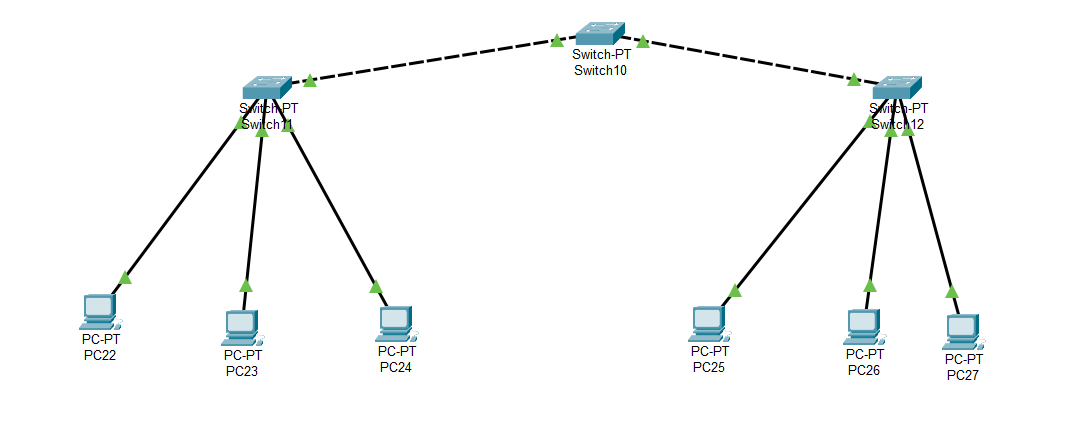 Switch-PT
Switch10
Switch-PT
Switch11
Switch-PT
Switch12
PC-PT
PC22
PC-PT
PC23
PC-PT
PC24
PC-PT
PC25
PC-PT
PC26
PC-PT
PC27